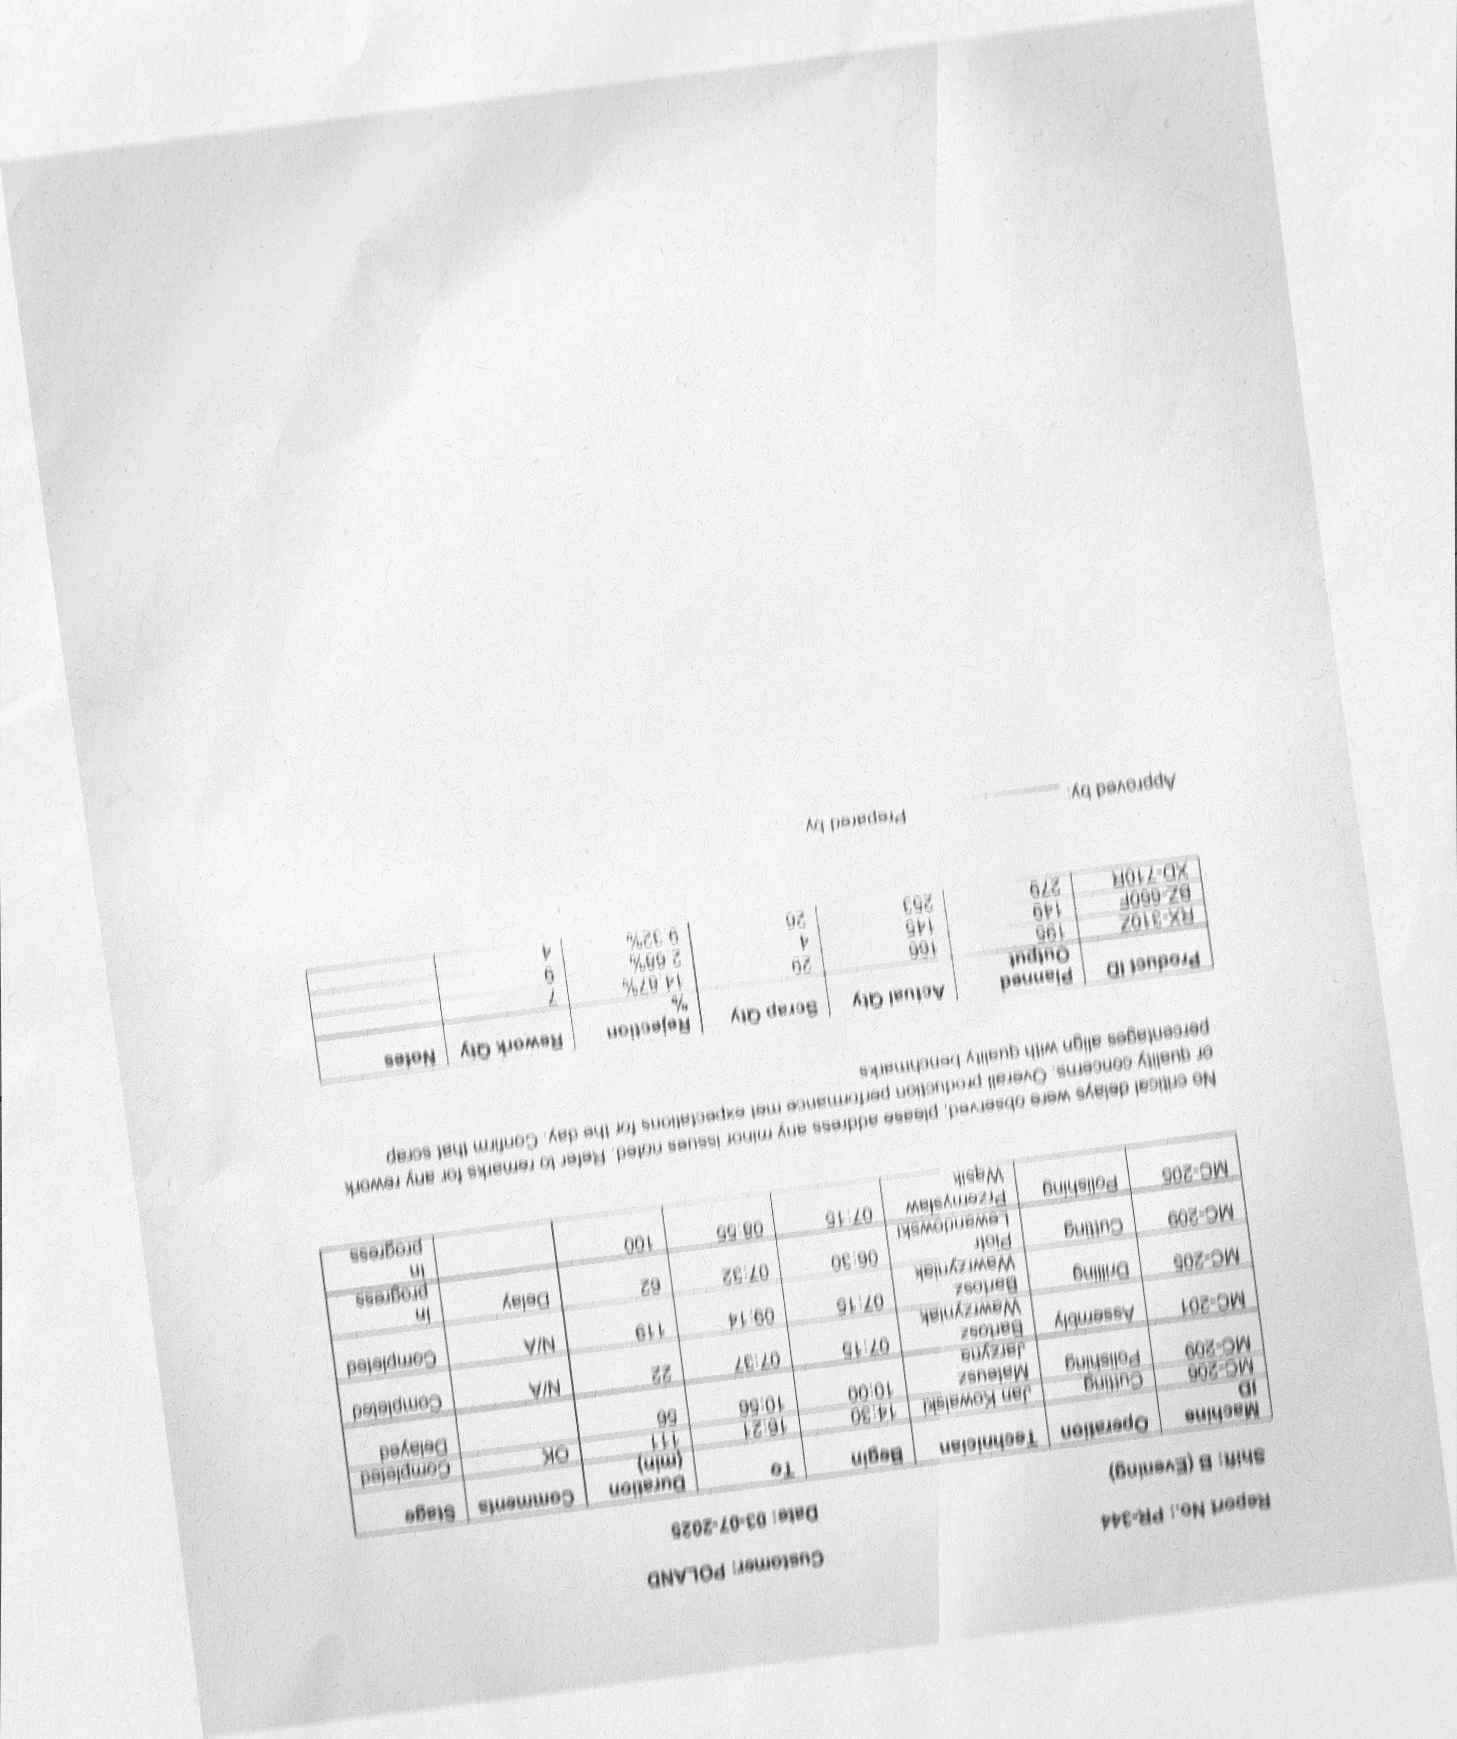 Report No.: PR-344 Customer: POLAND
Shift: B (Evening) Date: 03-07-2025
Machine ID Operation Technician Begin To Duration (min) Comments Stage
MC-206 Cutting Jan Kowalski 14:30 16:21 111 OK Completed
MC-209 Polishing Mateusz Jarzyna 10:00 10:56 56 Delayed
MC-201 Assembly Bartosz Wawrzyniak 07:15 07:37 22 N/A Completed
MC-205 Drilling Bartosz Wawrzyniak 07:15 09:14 119 N/A Completed
MC-209 Cutting Piotr Lewandowski 06:30 07:32 62 Delay In progress
MC-206 Polishing Przemysław Wąsik 07:15 08:55 100 In progress
No critical delays were observed, please address any minor issues noted. Refer to remarks for any rework
or quality concerns. Overall production performance met expectations for the day. Confirm that scrap
percentages align with quality benchmarks
Product ID Planned Output Actual Qty Scrap Qty Rejection % Rework Qty Notes
RX-310Z 195 166 29 14.87% 7
BZ-660F 149 145 4 2.68% 9
XD-710R 279 253 26 9.32% 4
Approved by: Prepared by